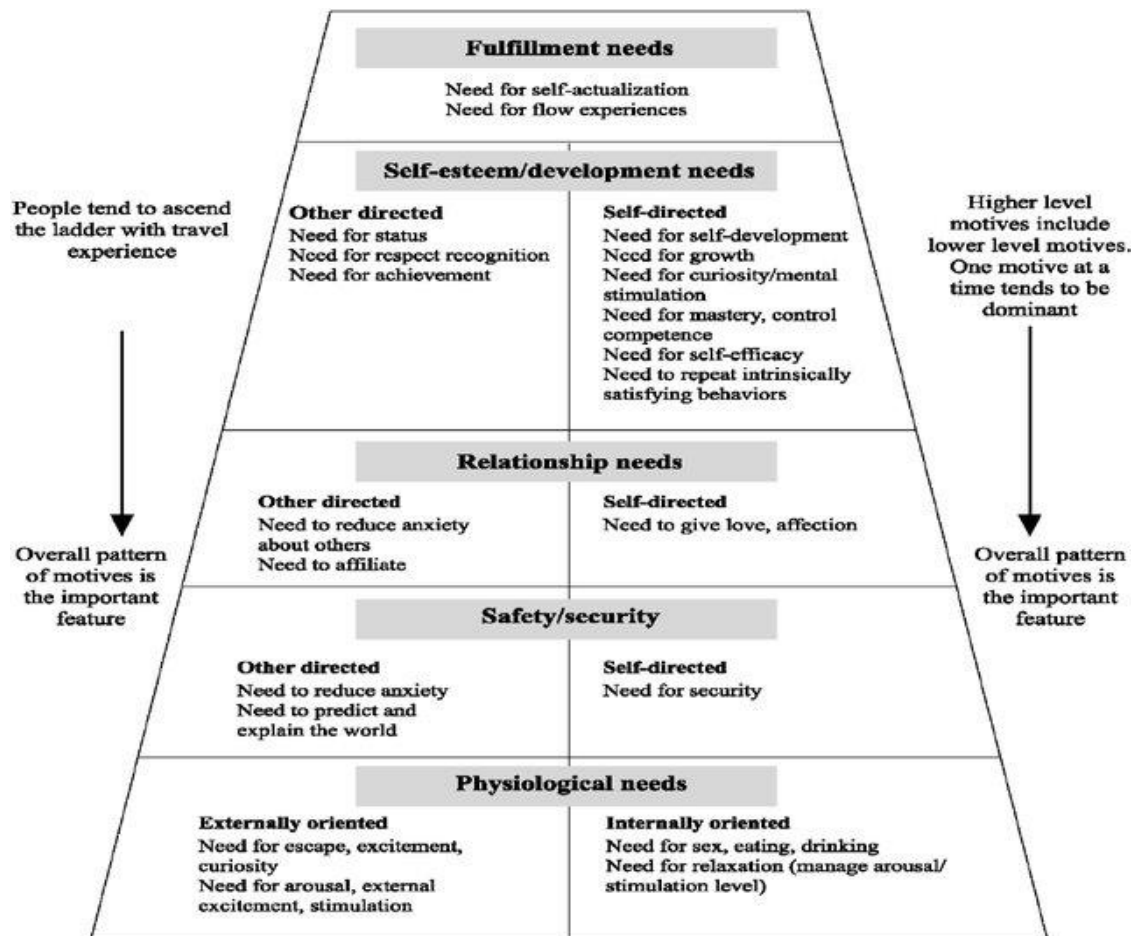 Fulfillment needs
Need for self-actualization
Need for flow experiences
Self-esteem/development needs
Other directed
Need for status
Need for respect recognition
Need for achievement
Self-directed
Need for self-development
Need for growth
Need for curiosity/mental
stimulation
Need for mastery, control
competence
Need for self-efficacy
Need to repeat intrinsically
satisfying behaviors
People tend to ascend
the ladder with travel
experience
Higher level
motives include
lower level motives.
One motive at a
time tends to be
dominant
Relationship needs
Other directed
Need to reduce anxiety
about others
Need to affiliate
Self-directed
Need to give love, affection
Overall pattern
of motives is
the important
feature
Overall pattern
of motives is
the important
feature
Safety/security
Other directed
Need to reduce anxiety
Need to predict and
explain the world
Self-directed
Need for security
Physiological needs
Externally oriented
Need for escape, excitement,
curiosity
Need for arousal, external
excitement, stimulation
Internally oriented
Need for sex, eating, drinking
Need for relaxation (manage arousal/
stimulation level)